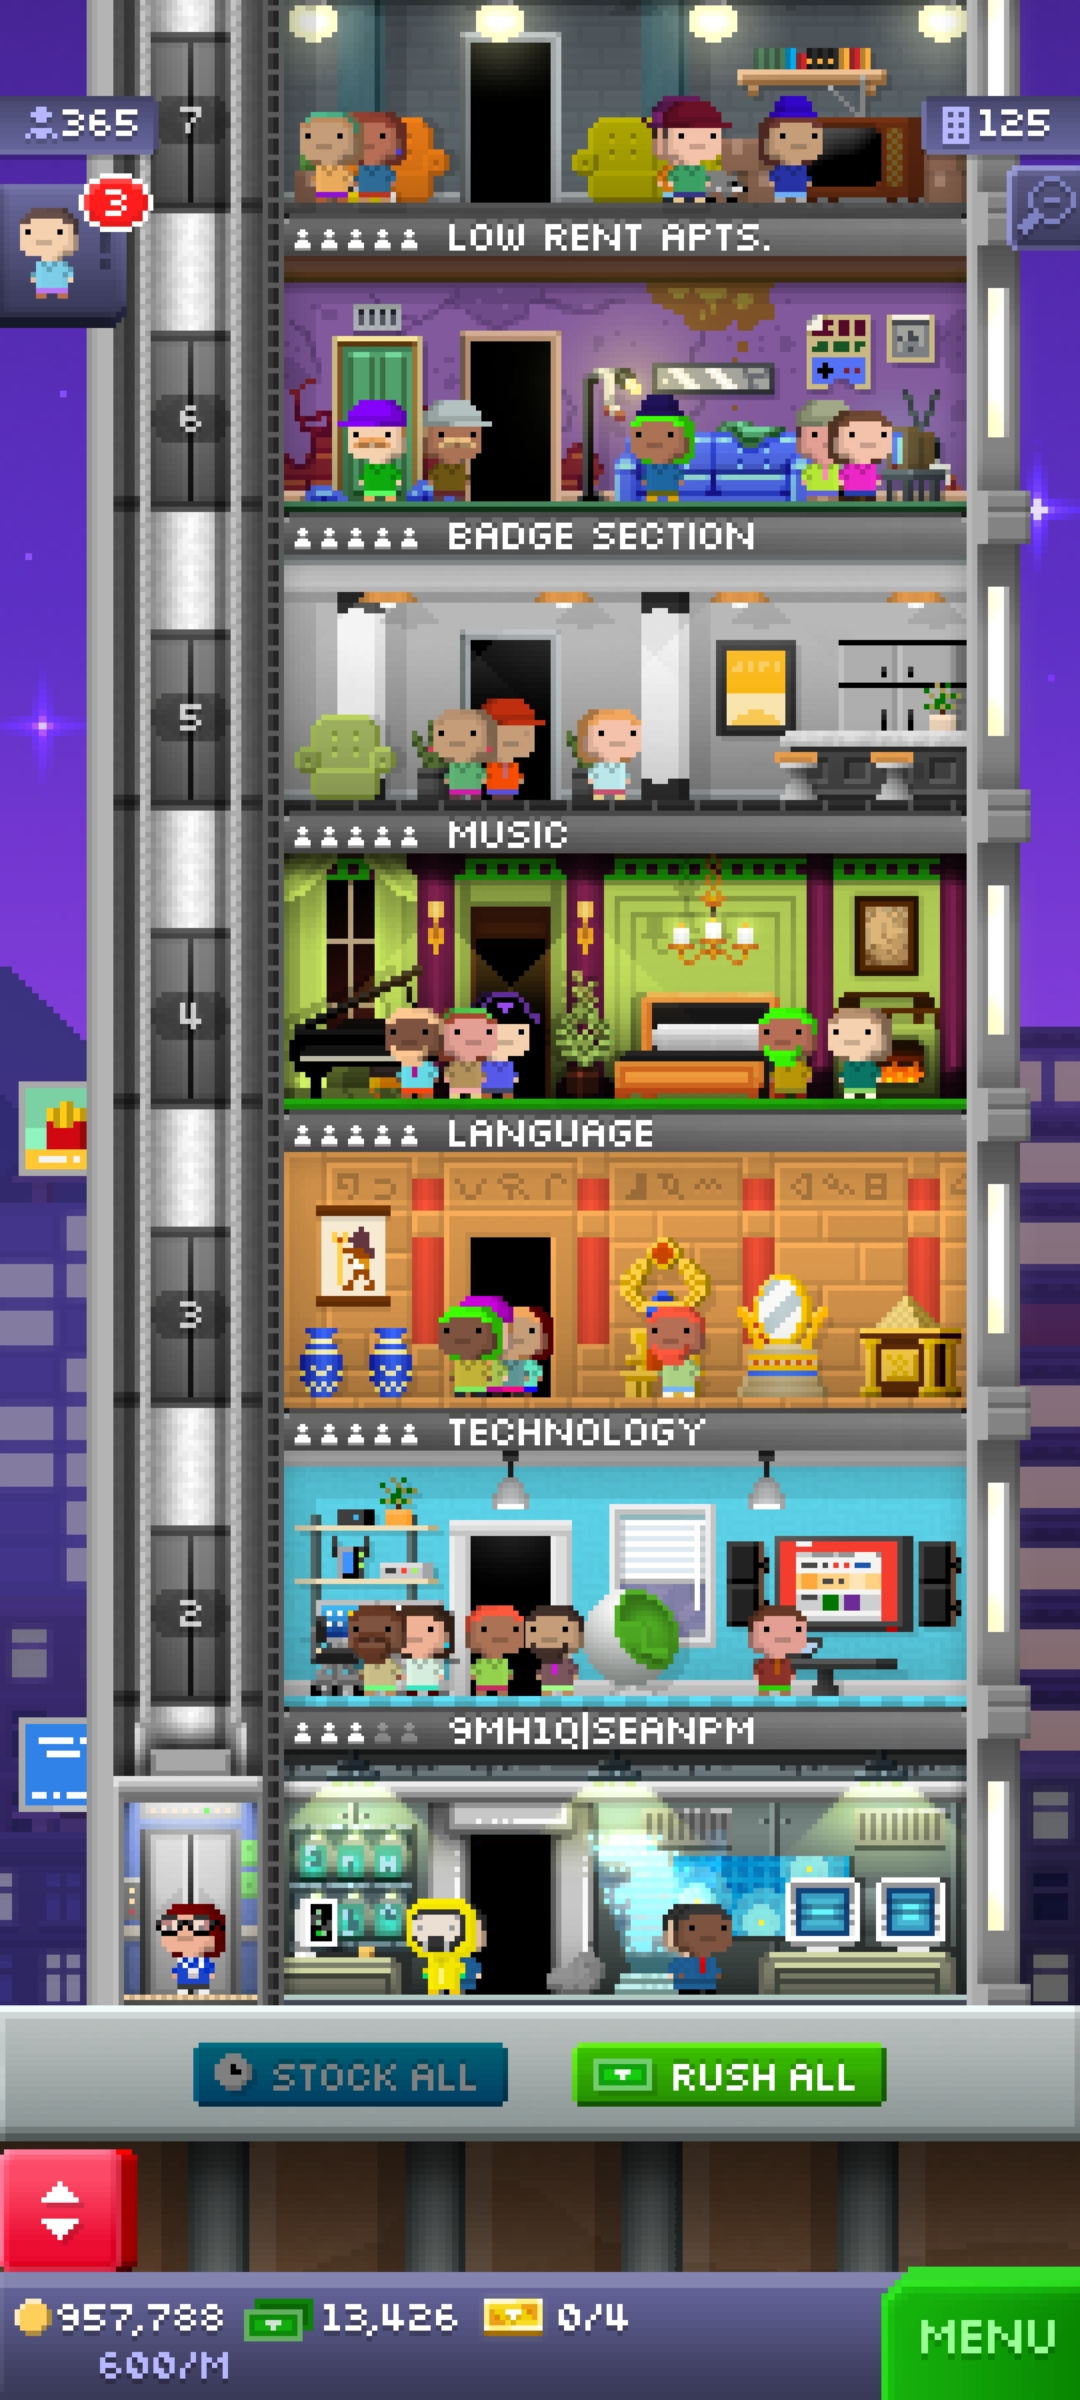 7
365
125
3
LOW RENT APTS.
6
BADGE SECTION
5
MUSIC
4
LANGUAGE
3
TECHNOLOGY
2
9MH1Q|SEANPM
STOCK ALL
RUSH ALL
957,788
13,426
0/4
600/M
MENU